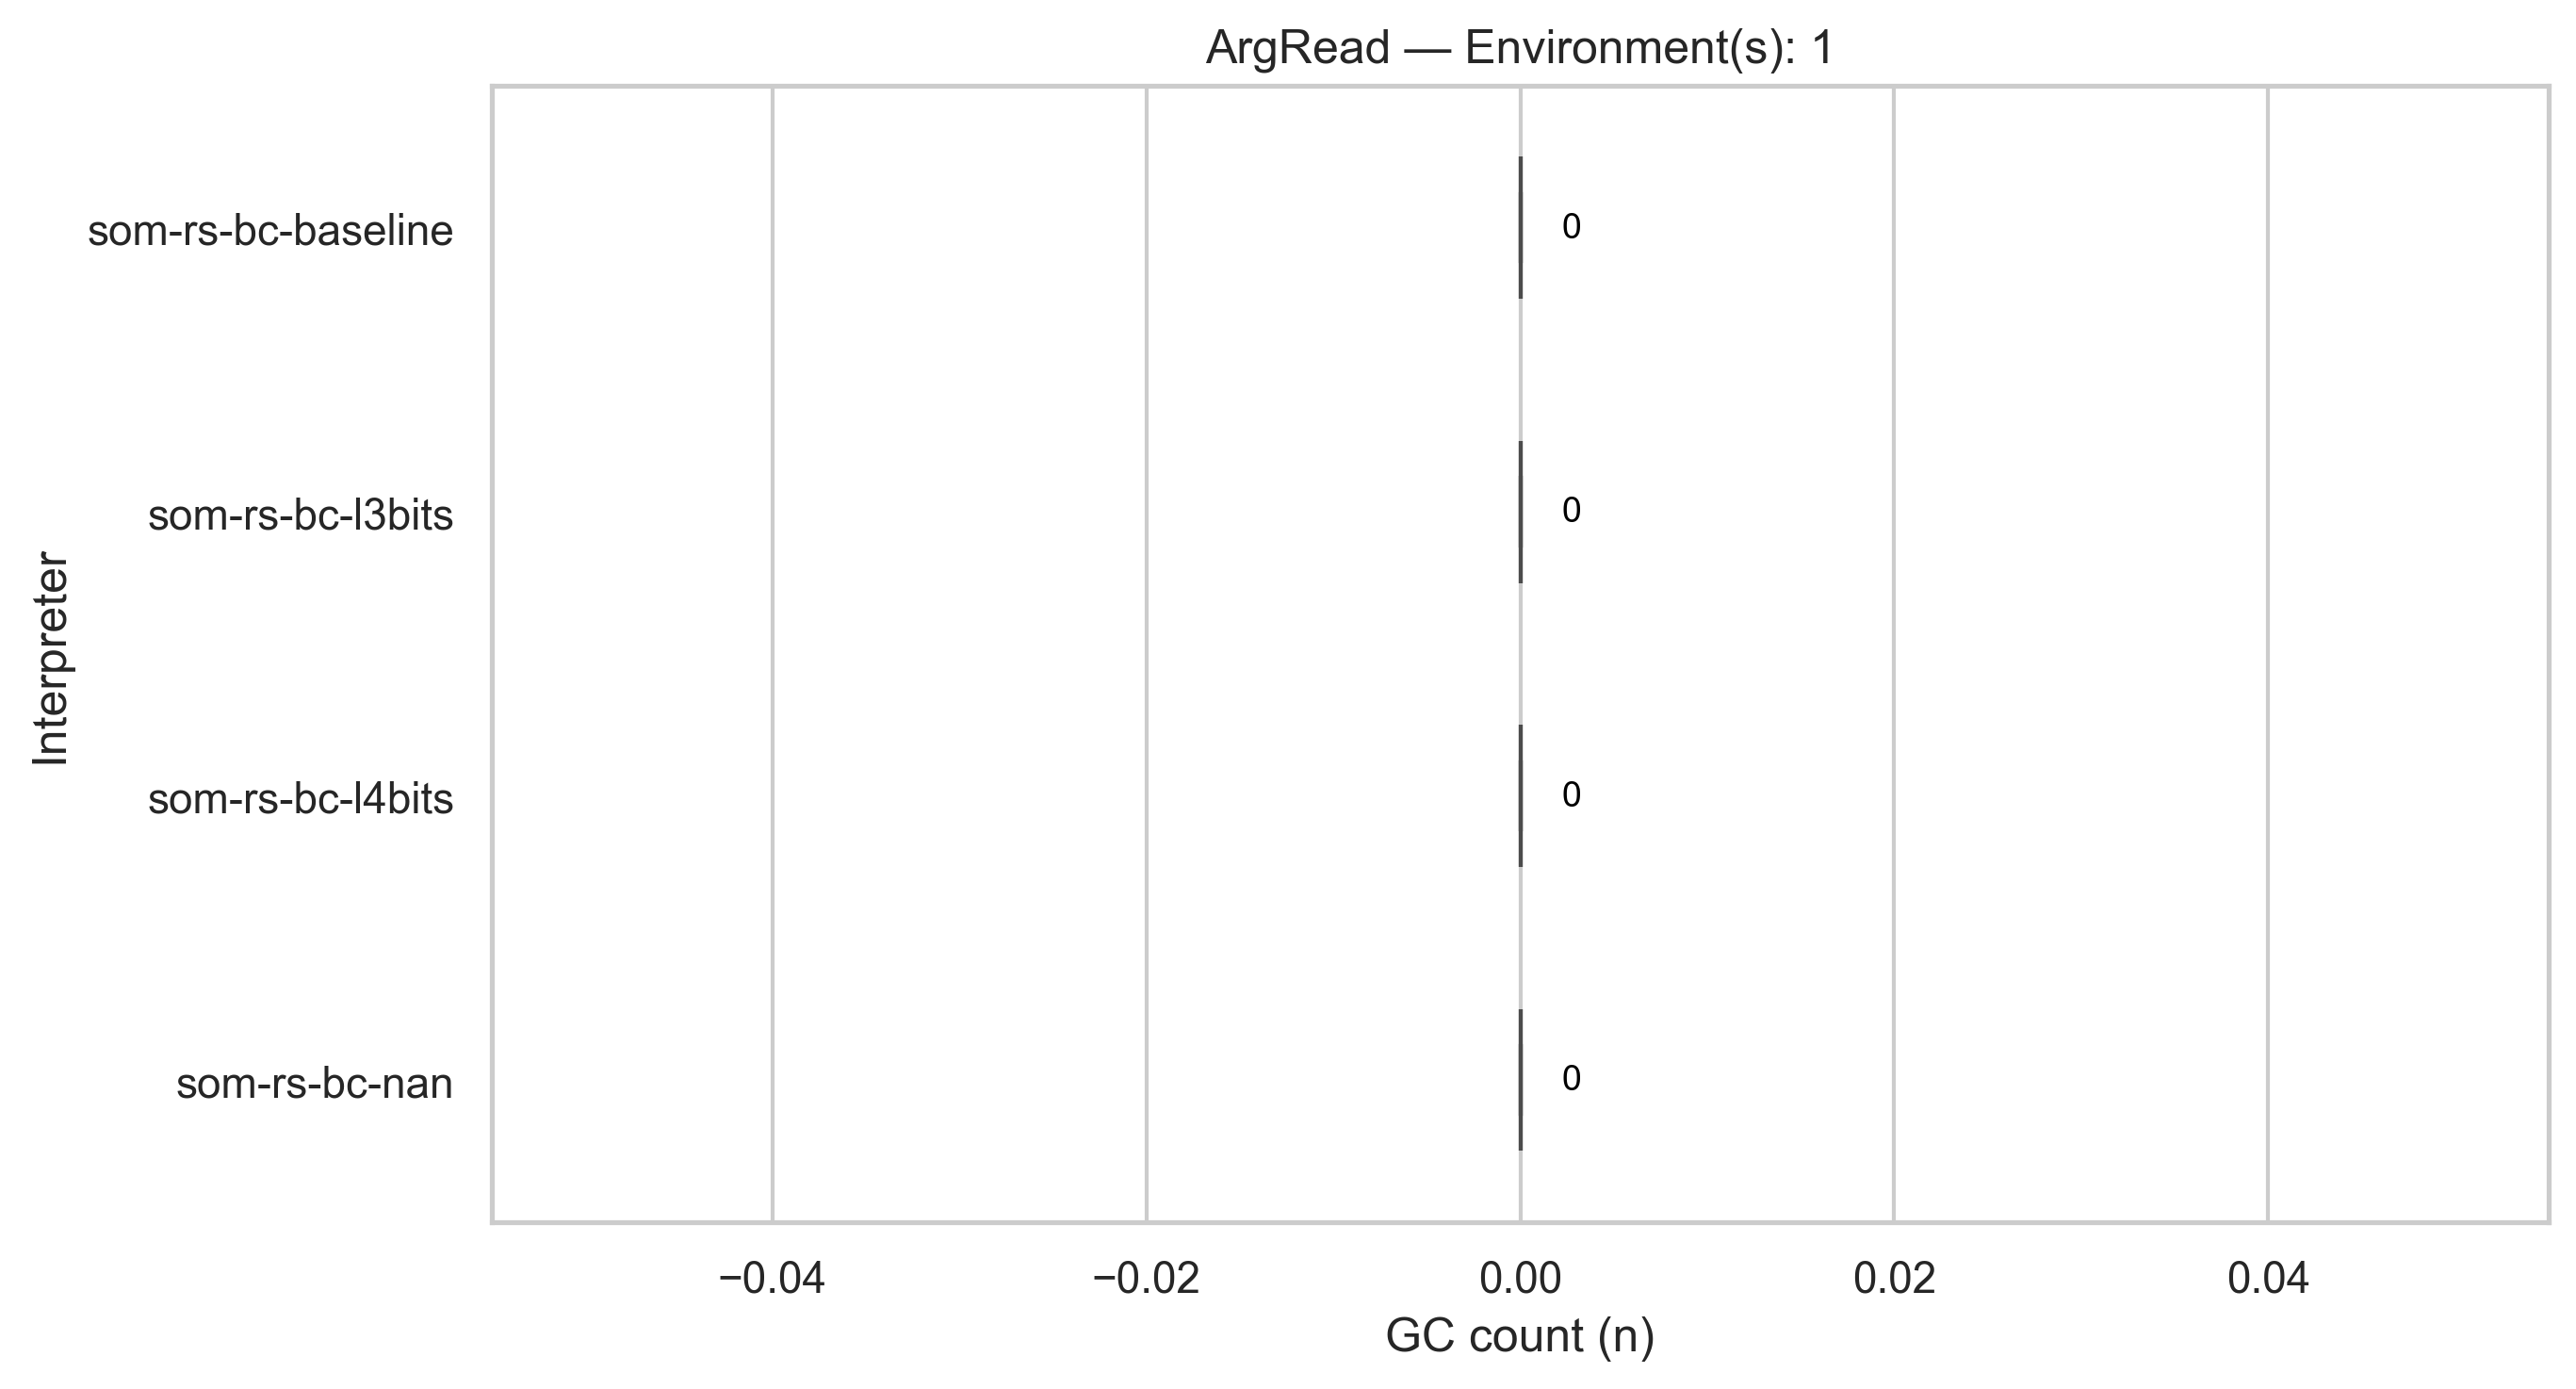 ArgRead — Environment(s): 1
som-rs-bc-baseline
0
som-rs-bc-l3bits
0
som-rs-bc-l4bits
0
som-rs-bc-nan
0
Interpreter
−0.04
−0.02
0.00
0.02
0.04
GC count (n)